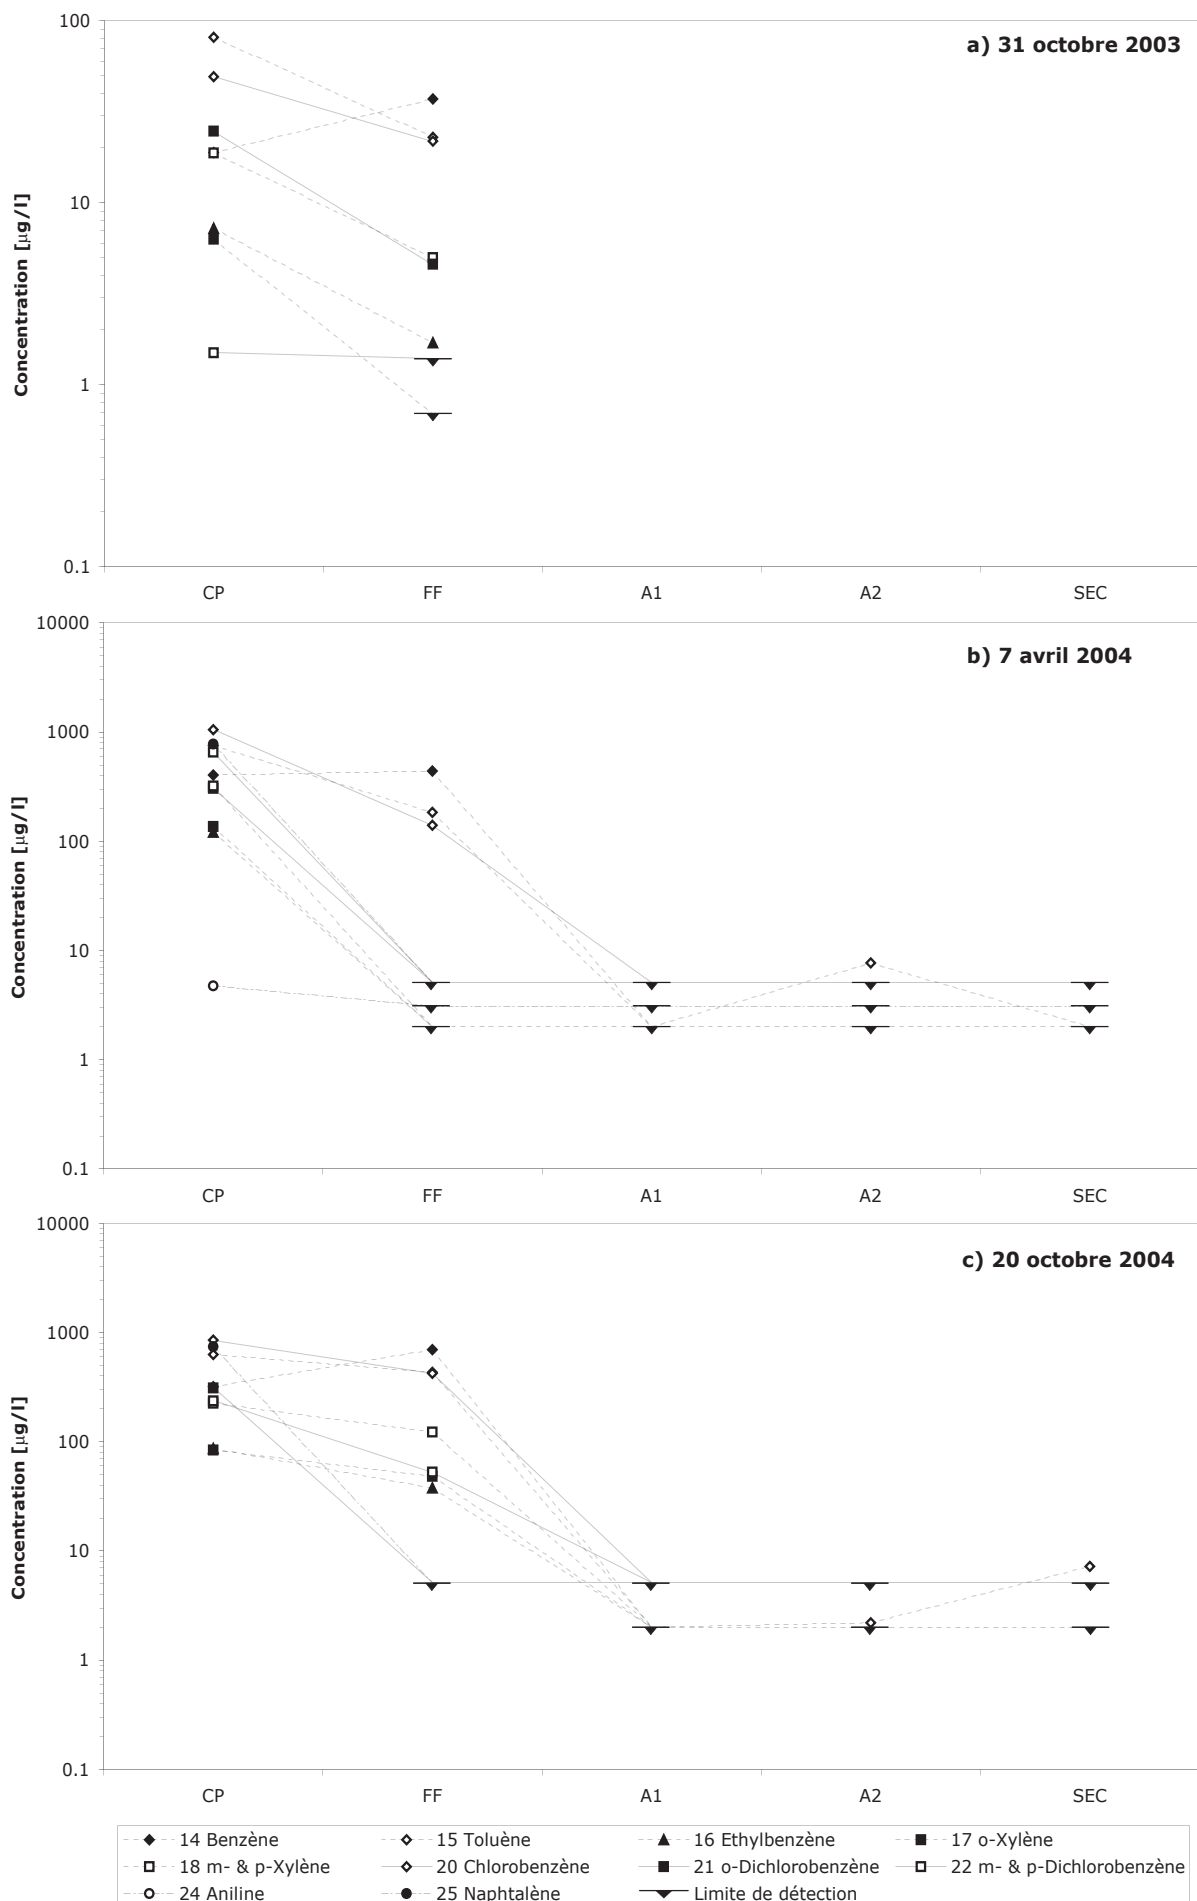 100
a) 31 octobre 2003
10
Concentration [µg/l]
1
0.1
CP FF A1 A2 SEC
10000
b) 7 avril 2004
1000
100
Concentration [µg/l]
10
1
0.1
CP FF A1 A2 SEC
10000
c) 20 octobre 2004
1000
100
Concentration [µg/l]
10
1
0.1
CP FF A1 A2 SEC
14 Benzène 15 Toluène 16 Ethylbenzène 17 o-Xylène
18 m- & p-Xylène 20 Chlorobenzène 21 o-Dichlorobenzène 22 m- & p-Dichlorobenzène
24 Aniline 25 Naphtalène Limite de détection